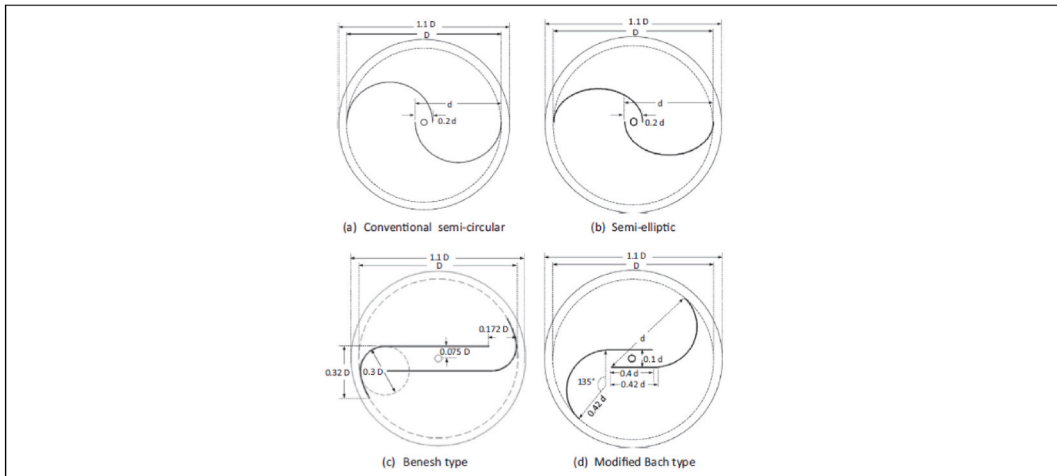 1.1 D
D
d
0.2 d
(a) Conventional semi-circular
1.1 D
D
d
0.2 d
(b) Semi-elliptic
1.1 D
D
0.172 D
0.075 D
0.32 D
0.3 D
(c) Benesh type
1.1 D
D
d
0.1 d
0.4 d
135°
0.42 d
0.42 d
(d) Modified Bach type